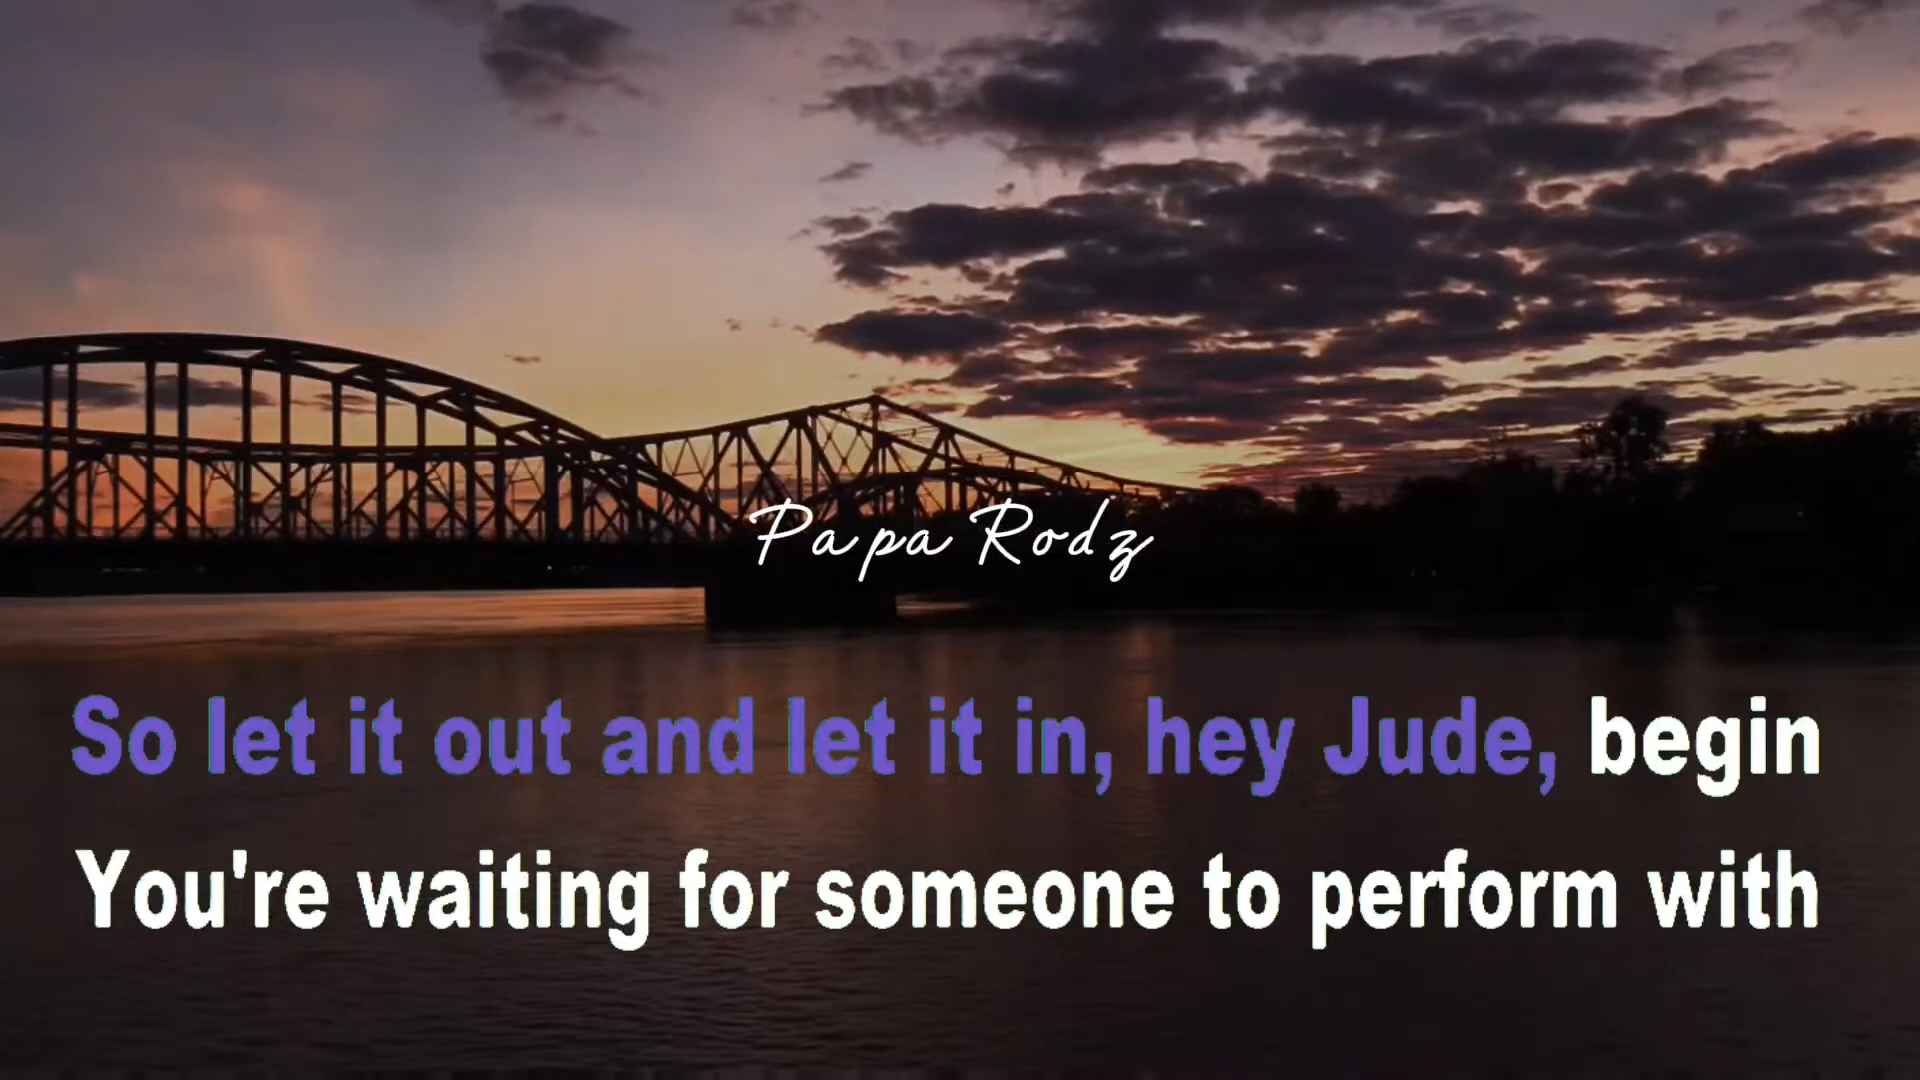 Papa Rodz
So let it out and let it in, hey Jude, begin
You're waiting for someone to perform with